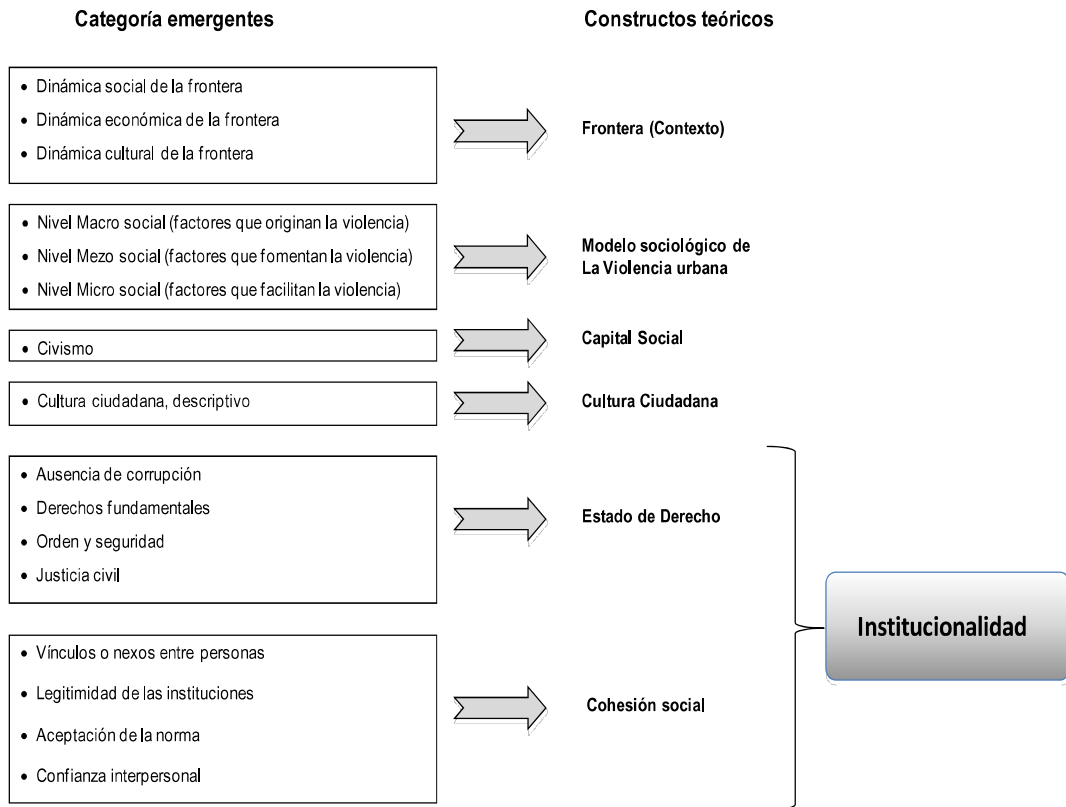 Categoría emergentes
Constructos teóricos
• Dinámica social de la frontera
• Dinámica económica de la frontera
• Dinámica cultural de la frontera
Frontera (Contexto)
• Nivel Macro social (factores que originan la violencia)
• Nivel Mezo social (factores que fomentan la violencia)
• Nivel Micro social (factores que facilitan la violencia)
Modelo sociológico de
La Violencia urbana
• Civismo
Capital Social
• Cultura ciudadana, descriptivo
Cultura Ciudadana
• Ausencia de corrupción
• Derechos fundamentales
• Orden y seguridad
• Justicia civil
Estado de Derecho
• Vínculos o nexos entre personas
• Legitimidad de las instituciones
• Aceptación de la norma
• Confianza interpersonal
Cohesión social
Institucionalidad